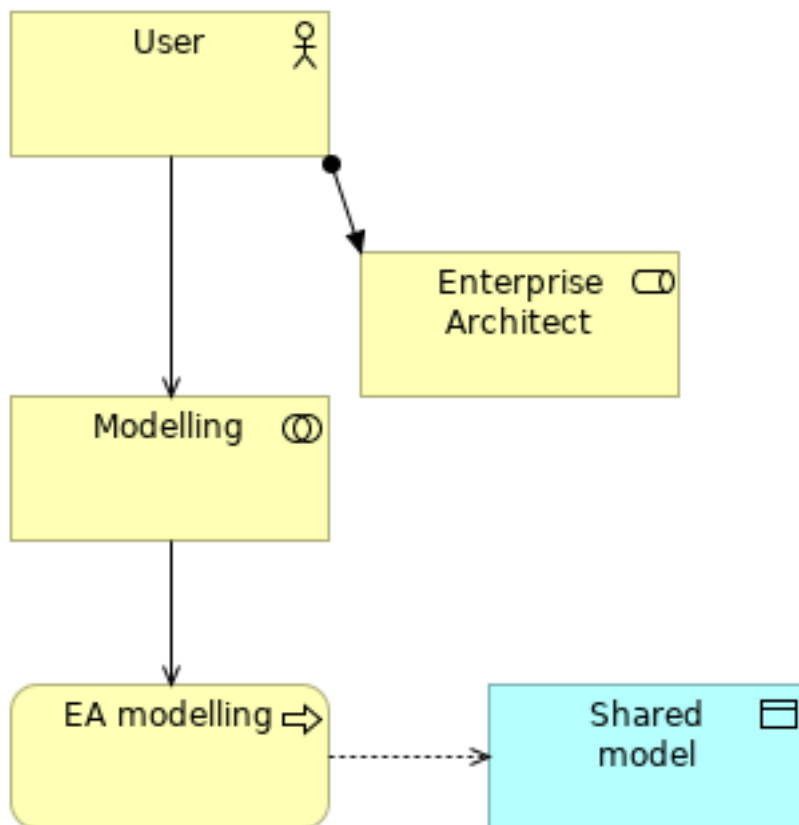 User
Enterprise
Architect
Modelling
EA modelling
Shared
model